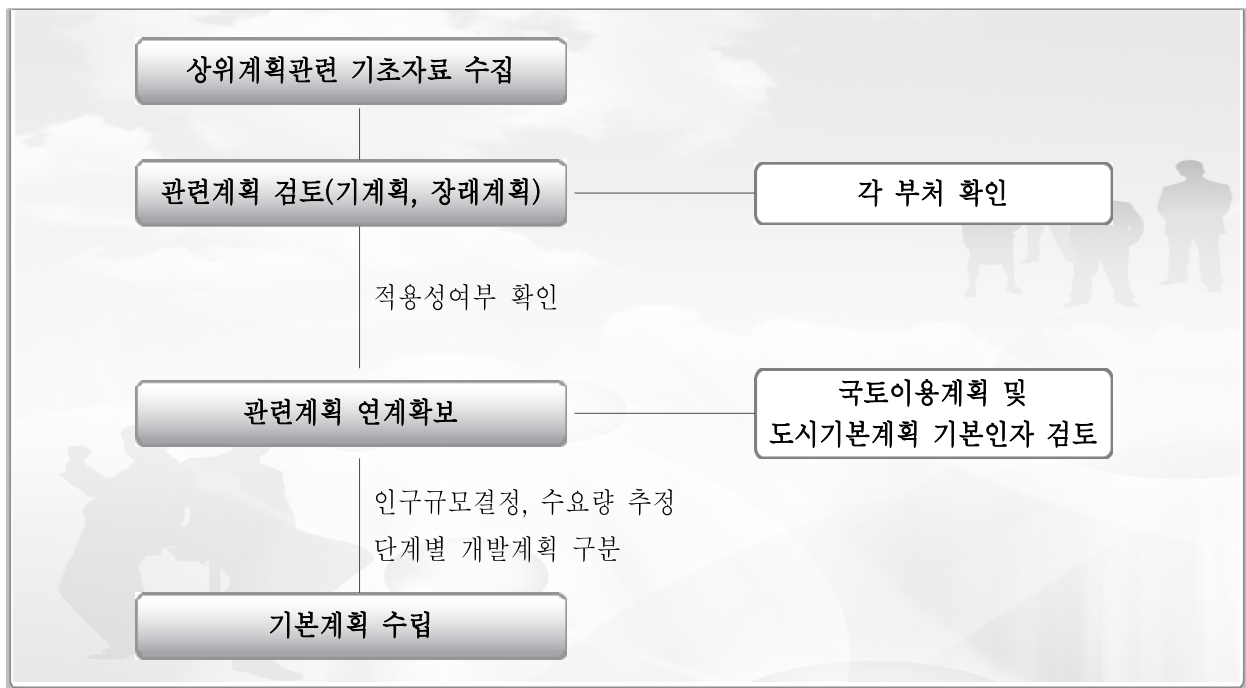 상위계획관련 기초자료 수집
관련계획 검토(기계획, 장래계획)
각 부처 확인
적용성여부 확인
관련계획 연계확보
국토이용계획 및
도시기본계획 기본인자 검토
인구규모결정, 수요량 추정
단계별 개발계획 구분
기본계획 수립